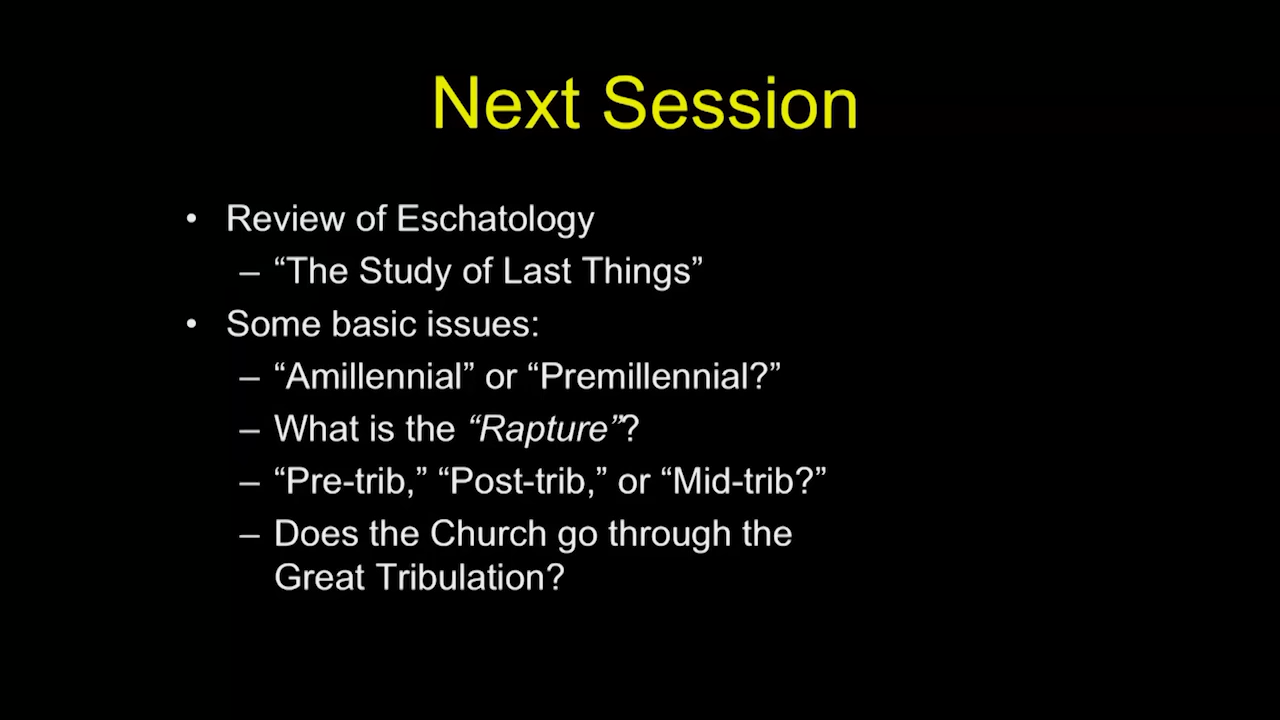 Next Session
• Review of Eschatology
– “The Study of Last Things”
• Some basic issues:
– “Amillennial” or “Premillennial?”
– What is the “Rapture”?
– “Pre-trib,” “Post-trib,” or “Mid-trib?”
– Does the Church go through the
Great Tribulation?